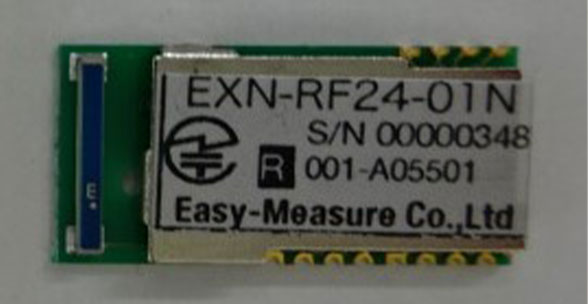 EXN-RF24-01N
S/N 00000348
R 001-A05501
Easy-Measure Co.,Ltd